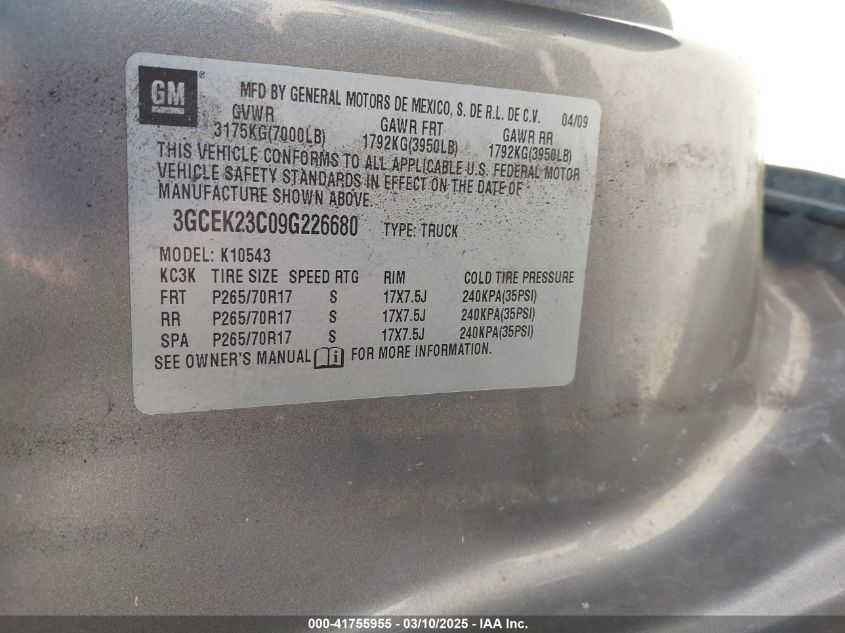 GM
MFD BY GENERAL MOTORS DE MEXICO, S. DE R.L. DE C.V. 04/09
GVWR GAWR FRT GAWR RR
3175KG(7000LB) 1792KG(3950LB) 1792KG(3950LB)
THIS VEHICLE CONFORMS TO ALL APPLICABLE U.S. FEDERAL MOTOR
VEHICLE SAFETY STANDARDS IN EFFECT ON THE DATE OF
MANUFACTURE SHOWN ABOVE.
3GCEK23C09G226680 TYPE: TRUCK
MODEL: K10543
KC3K TIRE SIZE SPEED RTG RIM COLD TIRE PRESSURE
FRT P265/70R17 S 17X7.5J 240KPA(35PSI)
RR P265/70R17 S 17X7.5J 240KPA(35PSI)
SPA P265/70R17 S 17X7.5J 240KPA(35PSI)
SEE OWNER'S MANUAL i FOR MORE INFORMATION.
000-41755955 - 03/10/2025 - IAA Inc.